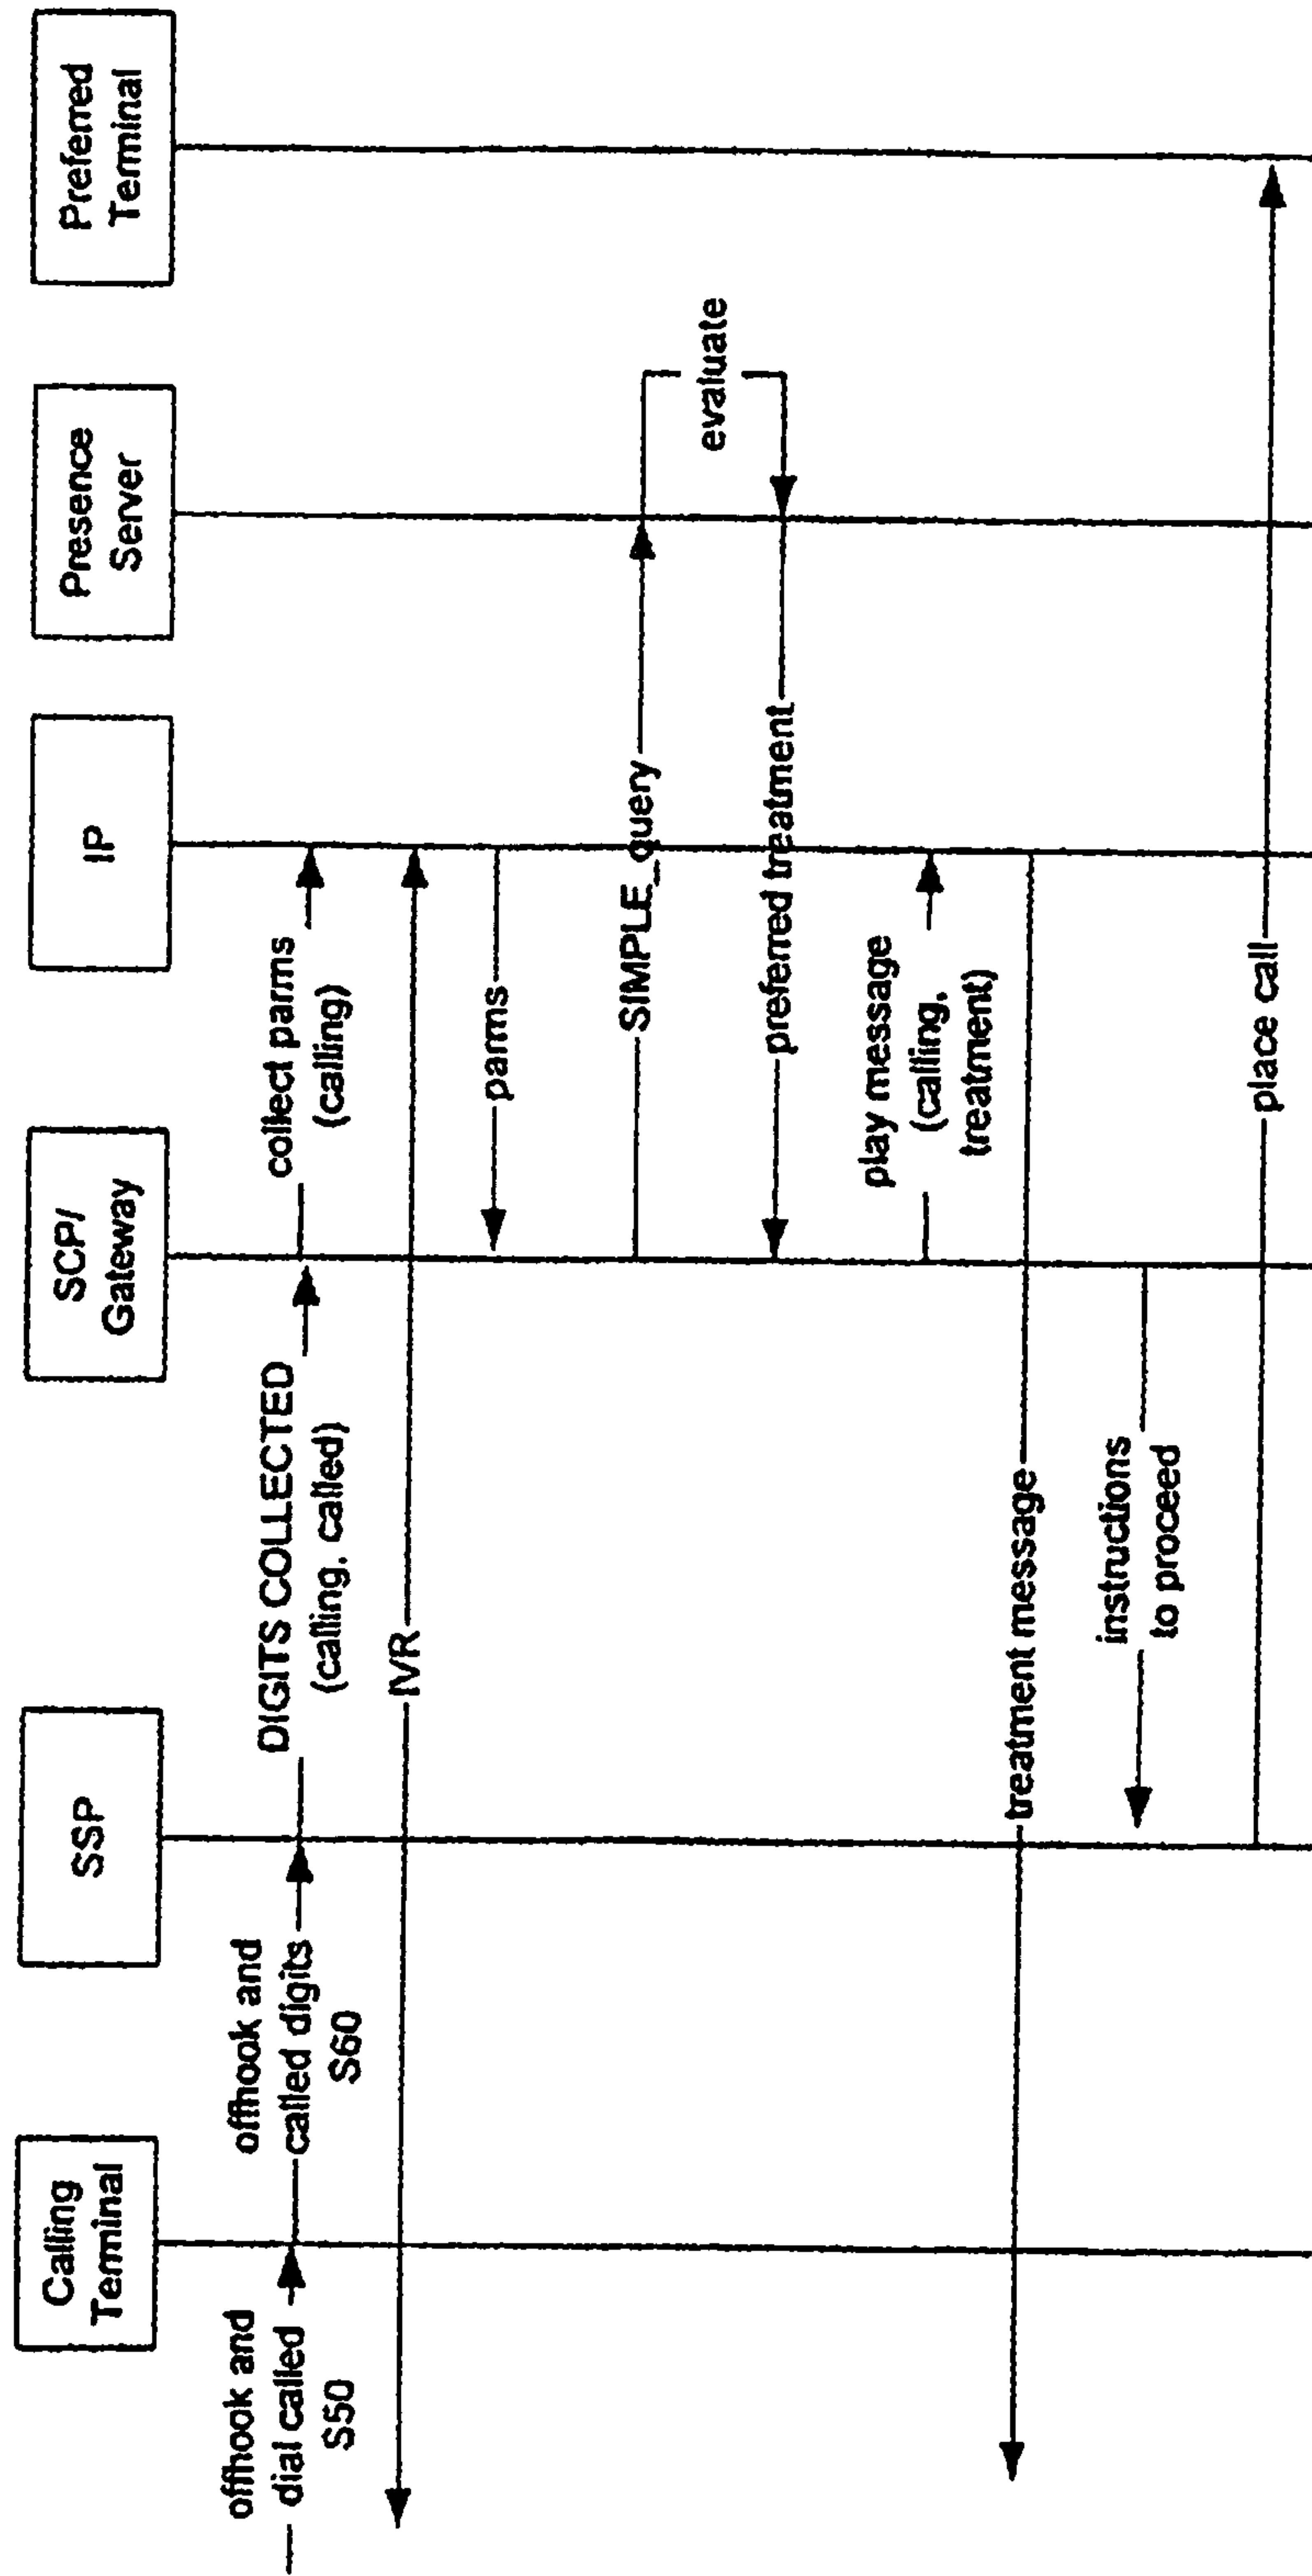 Calling
Terminal
SSP
SCP/
Gateway
IP
Presence
Server
Preferred
Terminal
offhook and
dial called
S50
offhook and
called digits
S60
DIGITS COLLECTED
(calling, called)
collect parms
(calling)
IVR
parms
SIMPLE_query
evaluate
preferred treatment
play message
(calling,
treatment)
treatment message
instructions
to proceed
place call